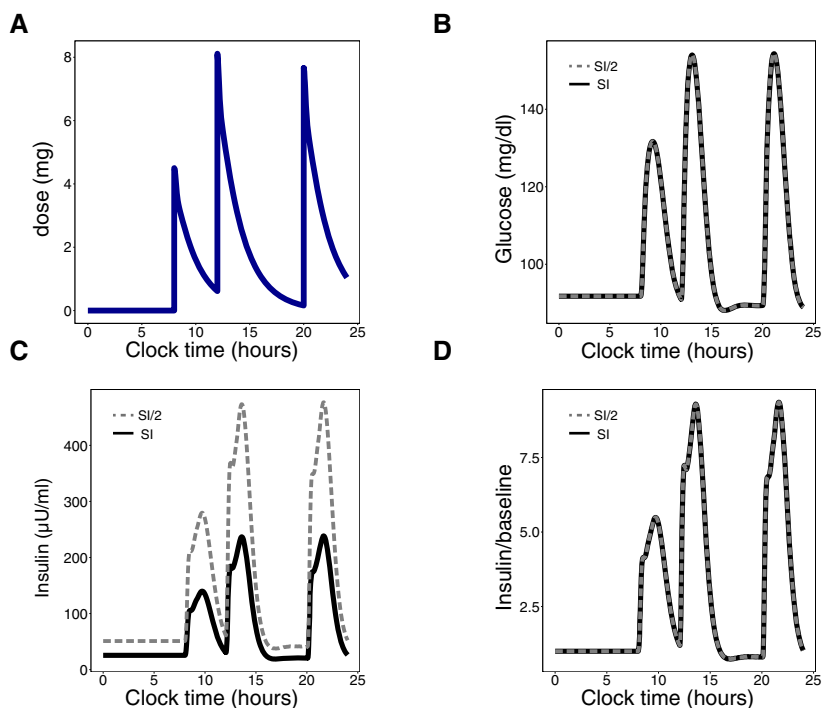 A
dose (mg)
8
6
4
2
0
0 5 10 15 20 25
Clock time (hours)
B
Glucose (mg/dl)
SI/2
SI
140
120
100
0 5 10 15 20 25
Clock time (hours)
C
Insulin (µU/ml)
SI/2
SI
400
300
200
100
0
0 5 10 15 20 25
Clock time (hours)
D
Insulin/baseline
SI/2
SI
7.5
5.0
2.5
0 5 10 15 20 25
Clock time (hours)